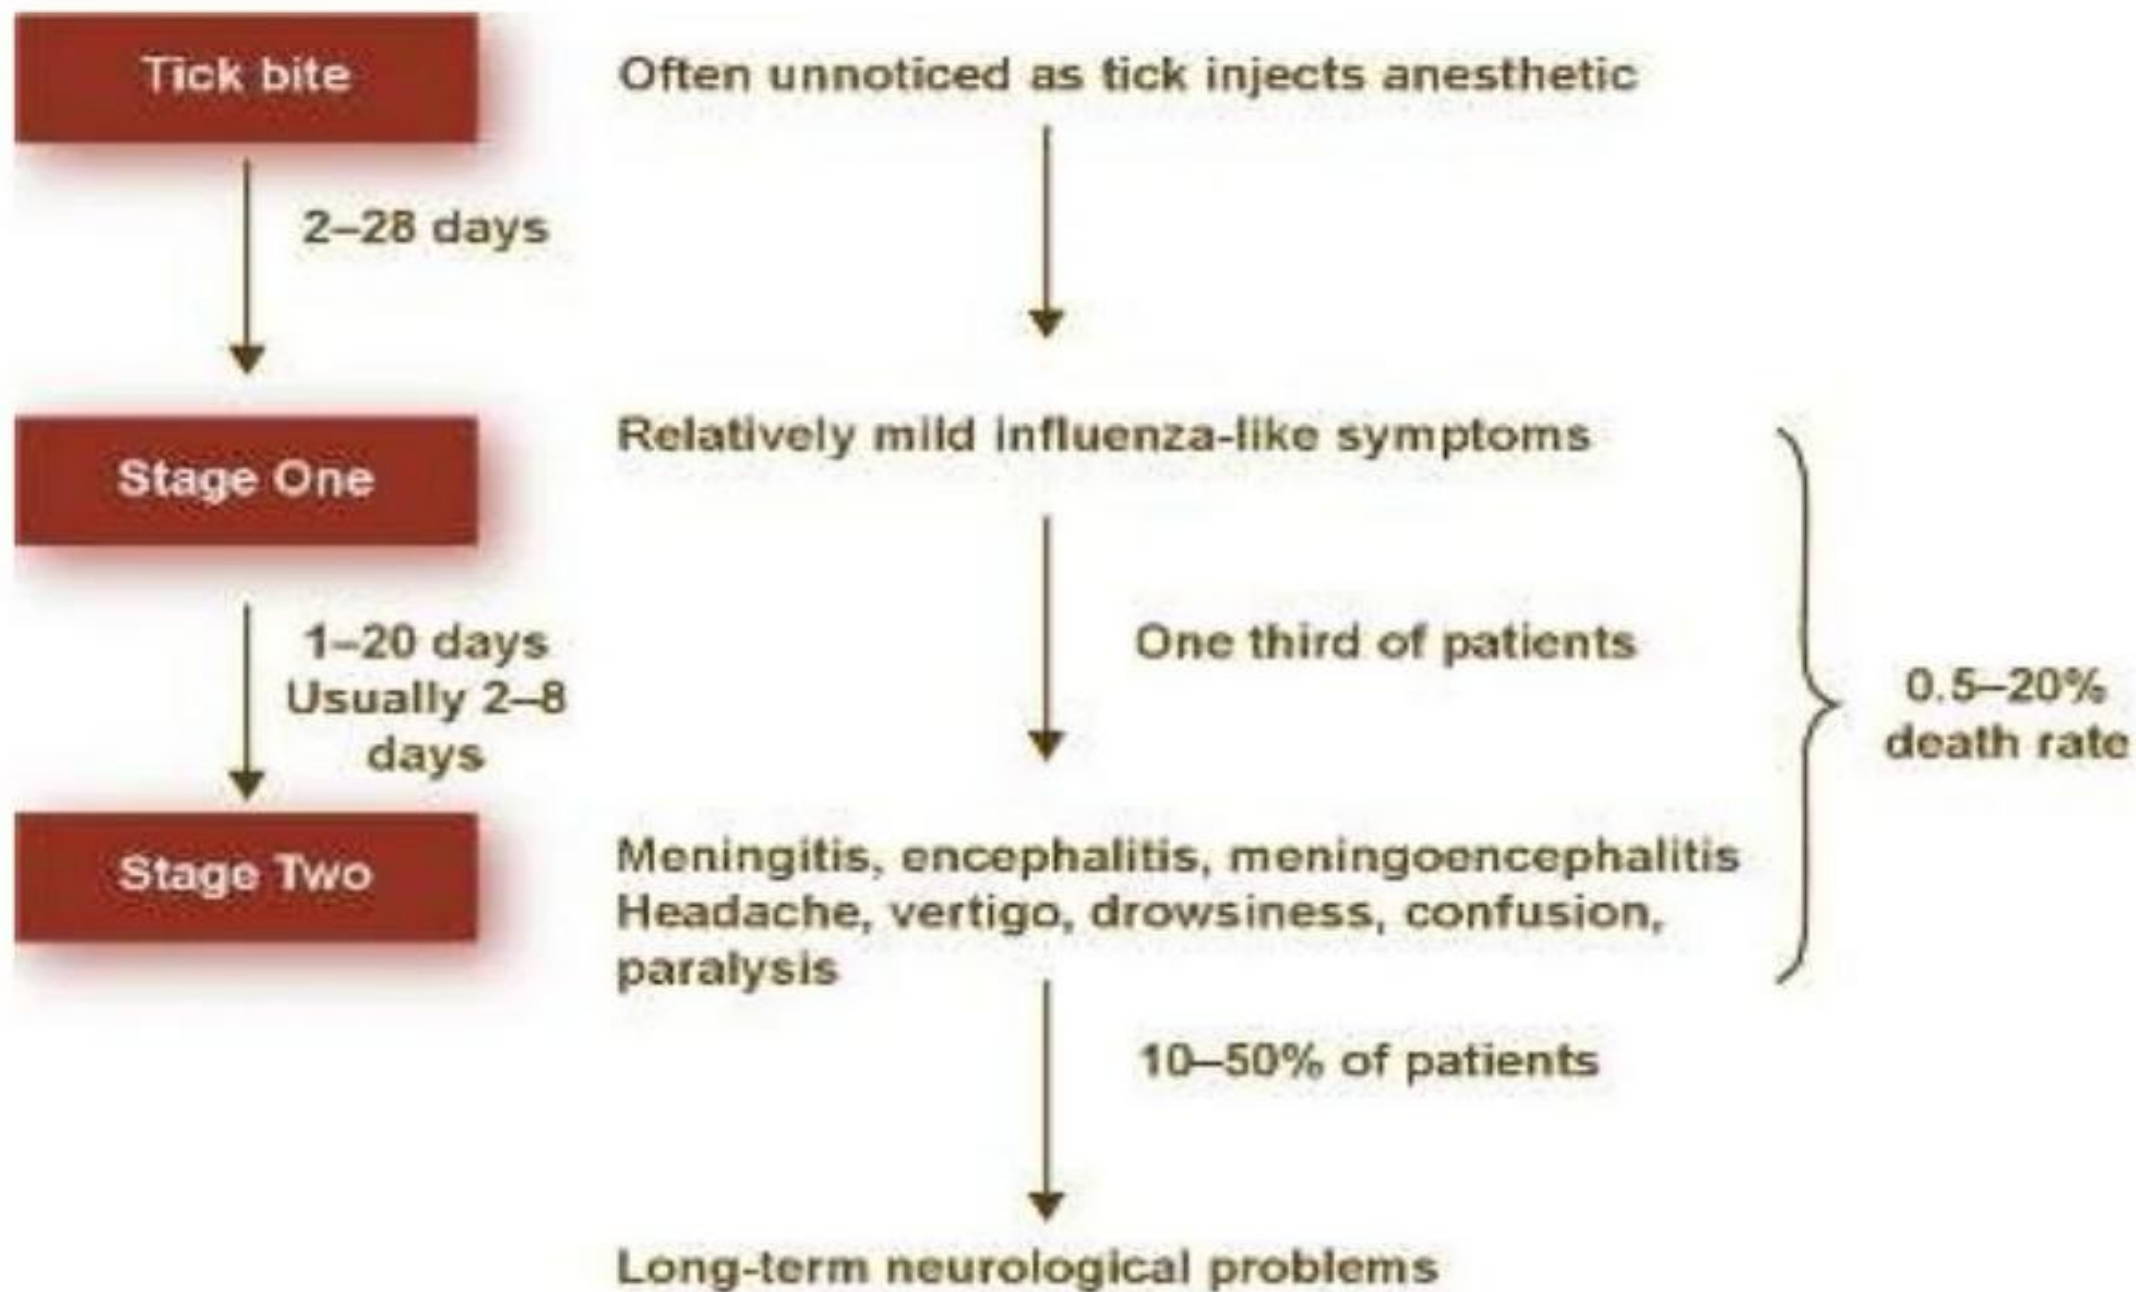 Tick bite
Often unnoticed as tick injects anesthetic
2–28 days
Stage One
Relatively mild influenza-like symptoms
1–20 days
Usually 2–8
days
One third of patients
0.5–20%
death rate
Stage Two
Meningitis, encephalitis, meningoencephalitis
Headache, vertigo, drowsiness, confusion,
paralysis
10–50% of patients
Long-term neurological problems